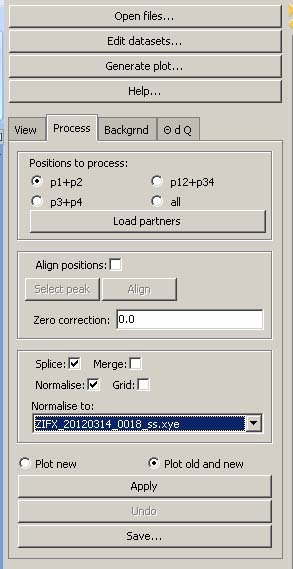 Open files...
Edit datasets...
Generate plot...
Help...
View Process Backgrnd Θ d Q
Positions to process:
p1+p2 p12+p34
p3+p4 all
Load partners
Align positions:
Select peak Align
Zero correction: 0.0
Splice: Merge:
Normalise: Grid:
Normalise to:
ZIFX_20120314_0018_ss.xye
Plot new Plot old and new
Apply
Undo
Save...